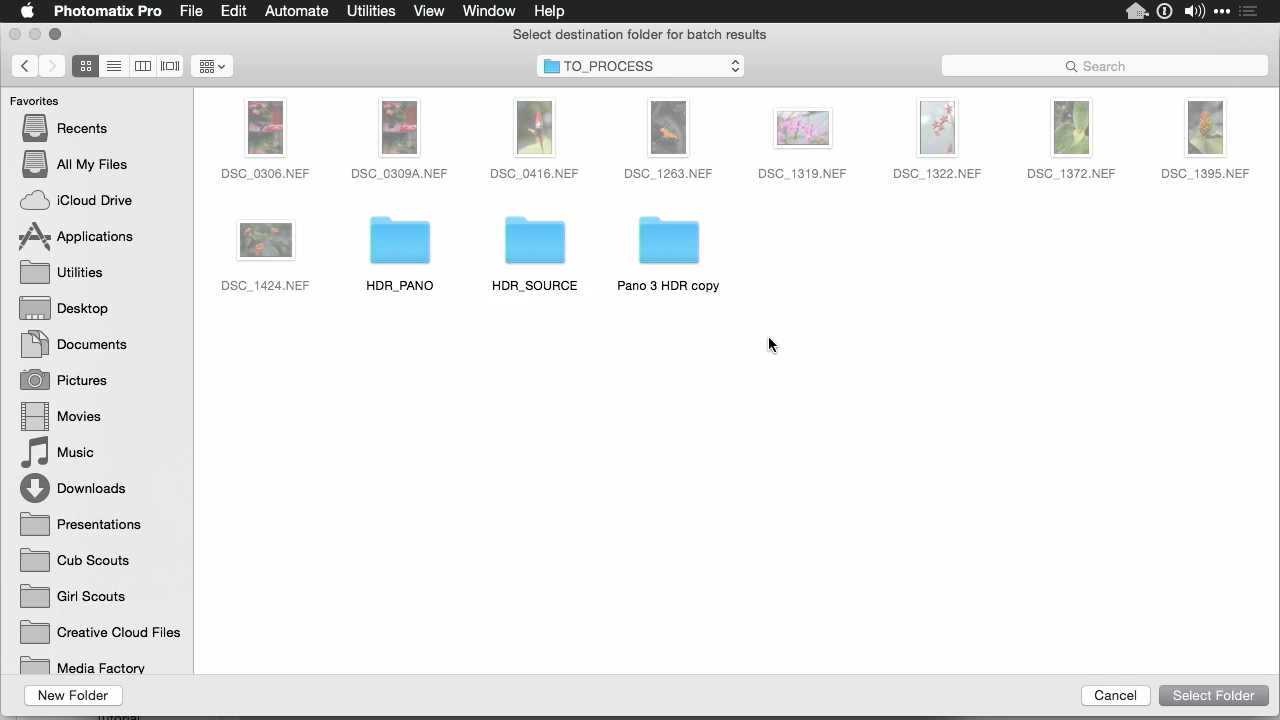 Photomatix Pro File Edit Automate Utilities View Window Help
Select destination folder for batch results
TO_PROCESS
Search
Favorites
Recents
All My Files
iCloud Drive
Applications
Utilities
Desktop
Documents
Pictures
Movies
Music
Downloads
Presentations
Cub Scouts
Girl Scouts
Creative Cloud Files
Media Factory
DSC_0306.NEF DSC_0309A.NEF DSC_0416.NEF DSC_1263.NEF DSC_1319.NEF DSC_1322.NEF DSC_1372.NEF DSC_1395.NEF
DSC_1424.NEF HDR_PANO HDR_SOURCE Pano 3 HDR copy
New Folder Cancel Select Folder